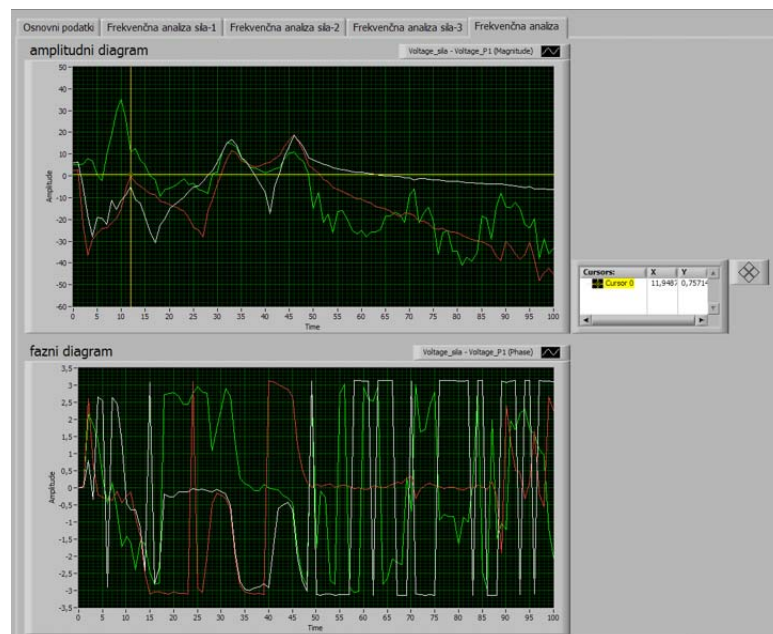 Osnovni podatki Frekvenčna analiza sila-1 Frekvenčna analiza sila-2 Frekvenčna analiza sila-3 Frekvenčna analiza
amplitudni diagram
Voltage_sila - Voltage_P1 (Magnitude)
50
40
30
20
10
0
-10
-20
-30
-40
-50
-60
Amplitude
0 5 10 15 20 25 30 35 40 45 50 55 60 65 70 75 80 85 90 95 100
Time
Cursors: X Y
Cursor 0 11,9487 0,75714
fazni diagram
Voltage_sila - Voltage_P1 (Phase)
3,5
3
2,5
2
1,5
1
0,5
0
-0,5
-1
-1,5
-2
-2,5
-3
-3,5
Amplitude
0 5 10 15 20 25 30 35 40 45 50 55 60 65 70 75 80 85 90 95 100
Time